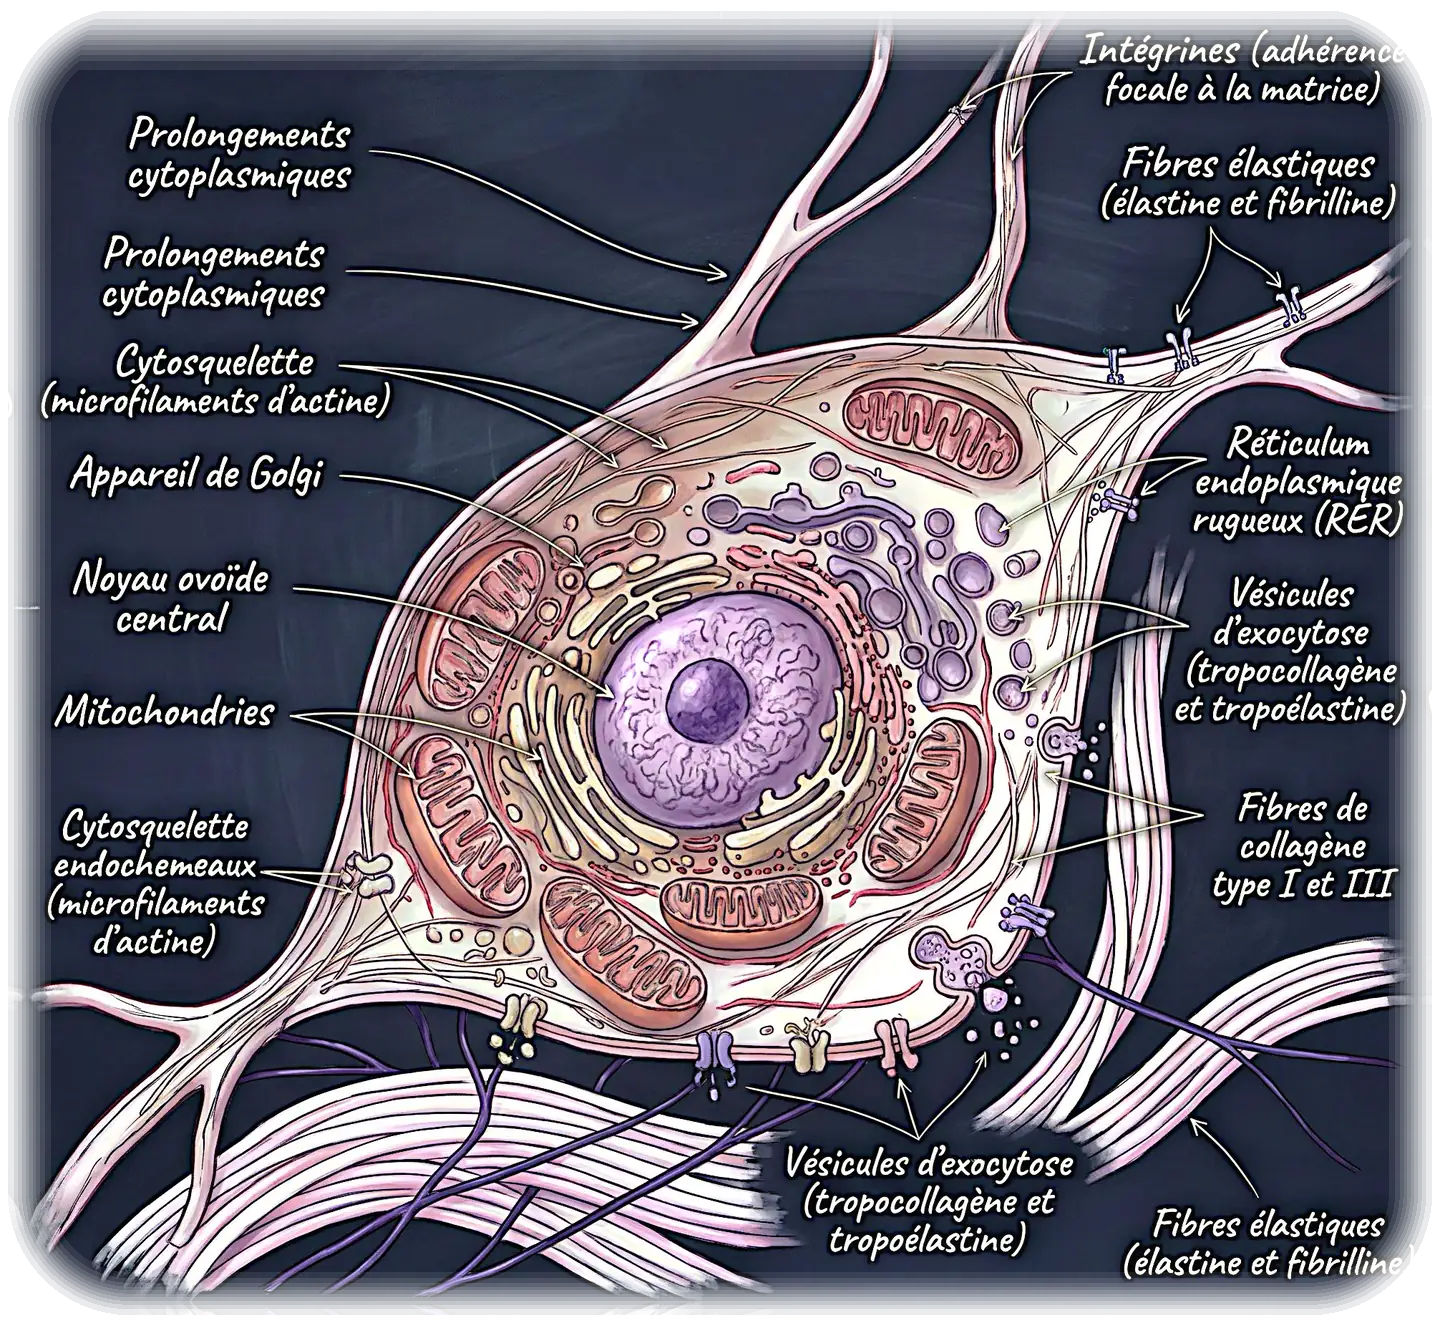 Prolongements
cytoplasmiques
Prolongements
cytoplasmiques
Cytosquelette
(microfilaments d'actine)
Appareil de Golgi
Noyau ovoïde
central
Mitochondries
Cytosquelette
endochemeaux
(microfilaments
d'actine)
Intégrines (adhérence
focale à la matrice)
Fibres élastiques
(élastine et fibrilline)
Réticulum
endoplasmique
rugueux (RER)
Vésicules
d'exocytose
(tropocollagène
et tropoélastine)
Fibres de
collagène
type I et III
Vésicules d'exocytose
(tropocollagène et
tropoélastine)
Fibres élastiques
(élastine et fibrilline)